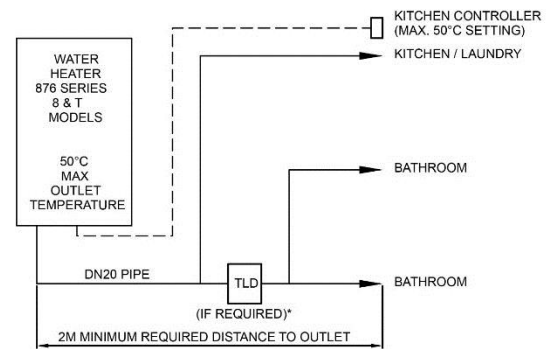 KITCHEN CONTROLLER
(MAX. 50°C SETTING)
KITCHEN / LAUNDRY
WATER
HEATER
876 SERIES
8 & T
MODELS
50°C
MAX
OUTLET
TEMPERATURE
BATHROOM
DN20 PIPE
TLD
BATHROOM
(IF REQUIRED)*
2M MINIMUM REQUIRED DISTANCE TO OUTLET